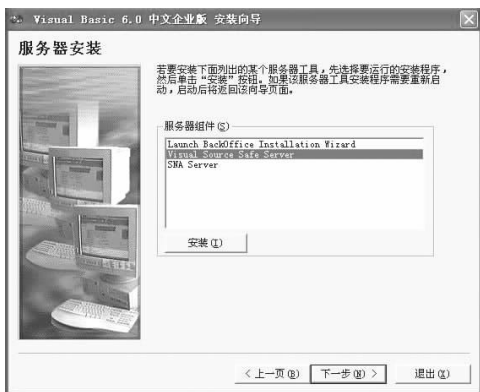 Visual Basic 6.0 中文企业版 安装向导
服务器安装
若要安装下面列出的某个服务器工具，先选择要运行的安装程序，
然后单击“安装”按钮。如果该服务器工具安装程序需要重新启
动，启动后将返回该向导页面。
服务器组件(S)
Launch BackOffice Installation Wizard
Visual Source Safe Server
SNA Server
安装(I)
<上一页(B) 下一步(N)> 退出(X)